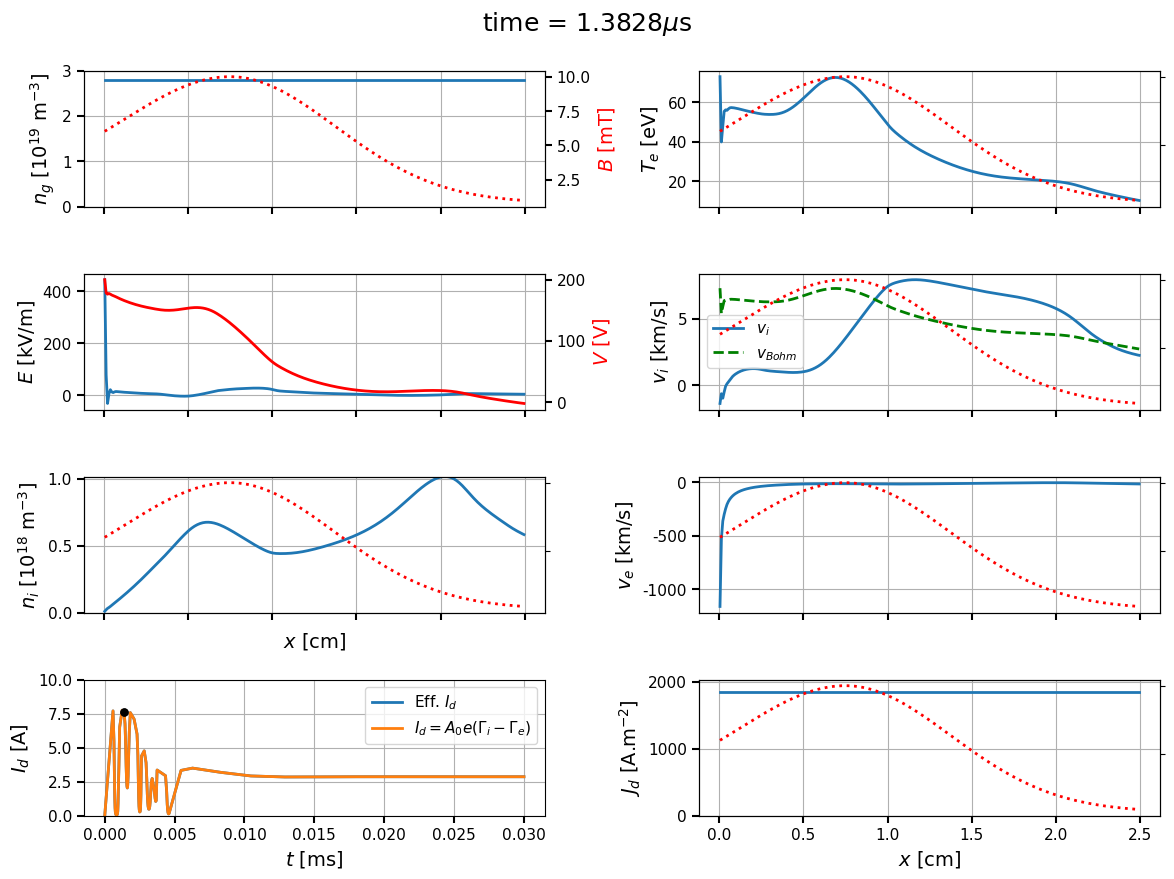 time = 1.3828μs
n_g [10^19 m^−3]
3
2
1
0
10.0
7.5
5.0
2.5
B [mT]
T_e [eV]
60
40
20
E [kV/m]
400
200
0
200
100
0
V [V]
v_i [km/s]
5
0
v_i
v_Bohm
n_i [10^18 m^−3]
1.0
0.5
0.0
x [cm]
v_e [km/s]
0
-500
-1000
I_d [A]
10.0
7.5
5.0
2.5
0.0
Eff. I_d
I_d = A_0e(Γ_i − Γ_e)
0.000 0.005 0.010 0.015 0.020 0.025 0.030
t [ms]
J_d [A.m^−2]
2000
1000
0
0.0 0.5 1.0 1.5 2.0 2.5
x [cm]